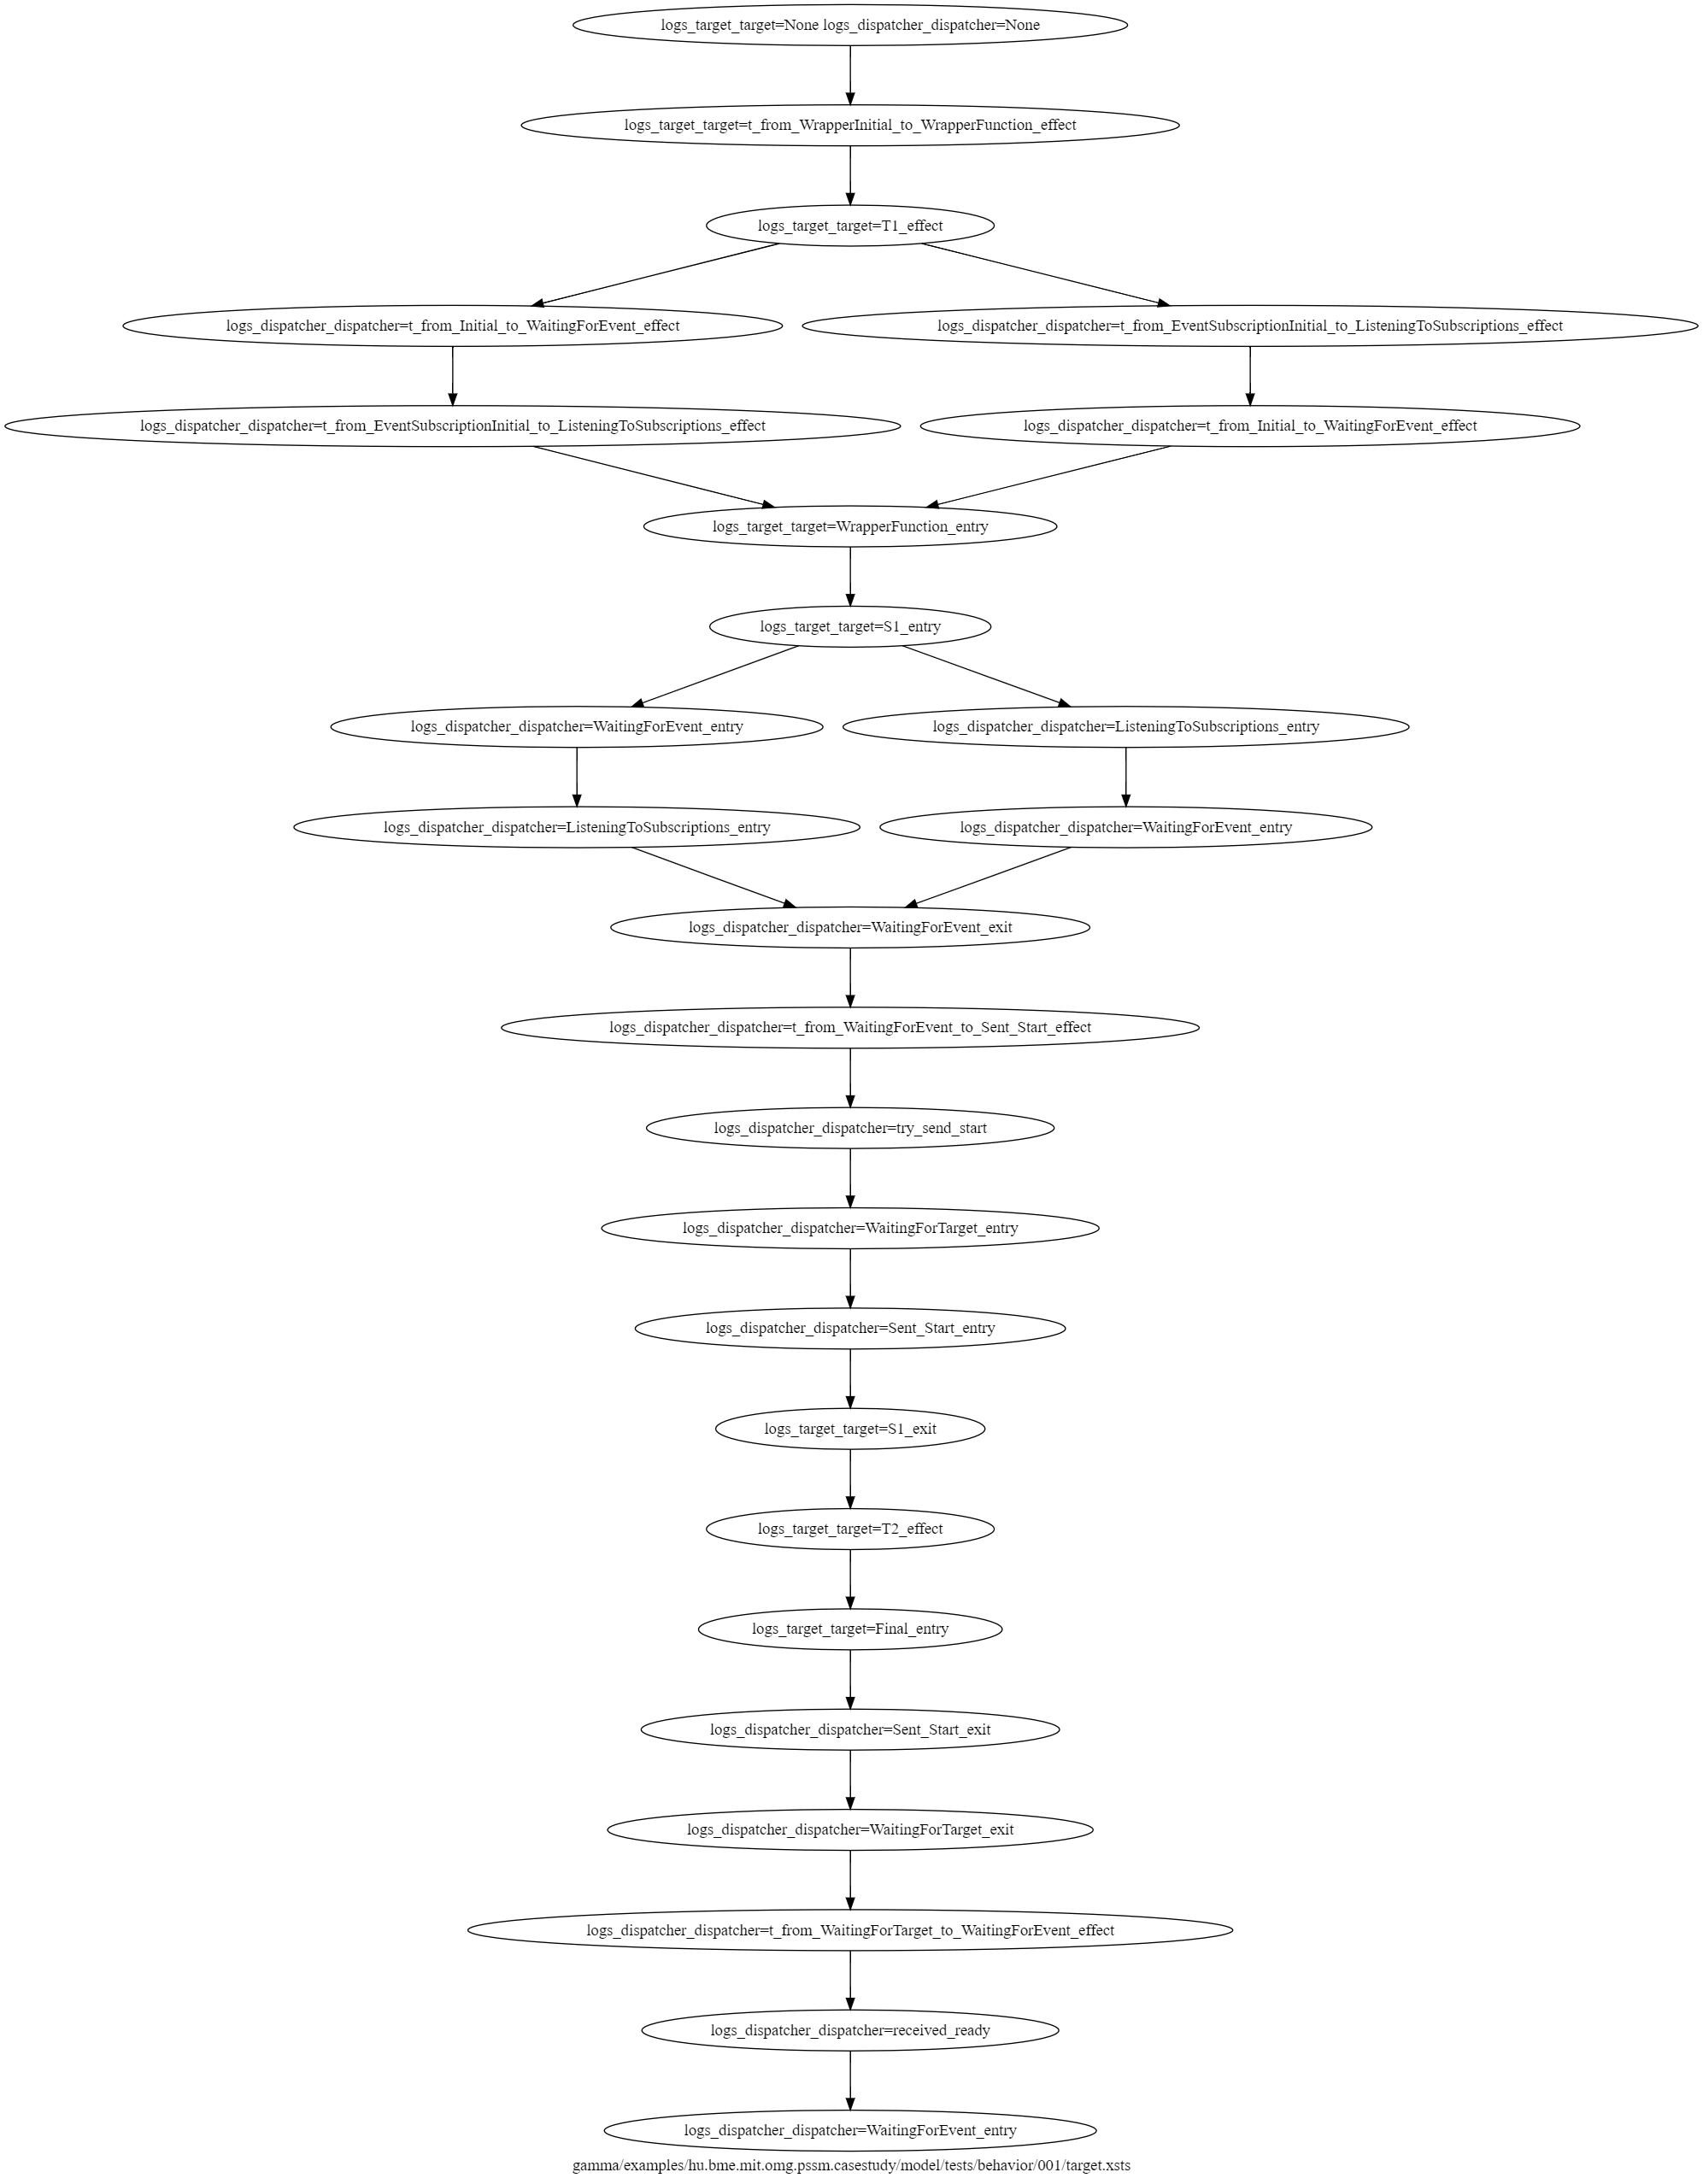 logs_target_target=None logs_dispatcher_dispatcher=None
logs_target_target=t_from_WrapperInitial_to_WrapperFunction_effect
logs_target_target=T1_effect
logs_dispatcher_dispatcher=t_from_Initial_to_WaitingForEvent_effect
logs_dispatcher_dispatcher=t_from_EventSubscriptionInitial_to_ListeningToSubscriptions_effect
logs_dispatcher_dispatcher=t_from_EventSubscriptionInitial_to_ListeningToSubscriptions_effect
logs_dispatcher_dispatcher=t_from_Initial_to_WaitingForEvent_effect
logs_target_target=WrapperFunction_entry
logs_target_target=S1_entry
logs_dispatcher_dispatcher=WaitingForEvent_entry
logs_dispatcher_dispatcher=ListeningToSubscriptions_entry
logs_dispatcher_dispatcher=ListeningToSubscriptions_entry
logs_dispatcher_dispatcher=WaitingForEvent_entry
logs_dispatcher_dispatcher=WaitingForEvent_exit
logs_dispatcher_dispatcher=t_from_WaitingForEvent_to_Sent_Start_effect
logs_dispatcher_dispatcher=try_send_start
logs_dispatcher_dispatcher=WaitingForTarget_entry
logs_dispatcher_dispatcher=Sent_Start_entry
logs_target_target=S1_exit
logs_target_target=T2_effect
logs_target_target=Final_entry
logs_dispatcher_dispatcher=Sent_Start_exit
logs_dispatcher_dispatcher=WaitingForTarget_exit
logs_dispatcher_dispatcher=t_from_WaitingForTarget_to_WaitingForEvent_effect
logs_dispatcher_dispatcher=received_ready
logs_dispatcher_dispatcher=WaitingForEvent_entry
gamma/examples/hu.bme.mit.omg.pssm.casestudy/model/tests/behavior/001/target.xsts